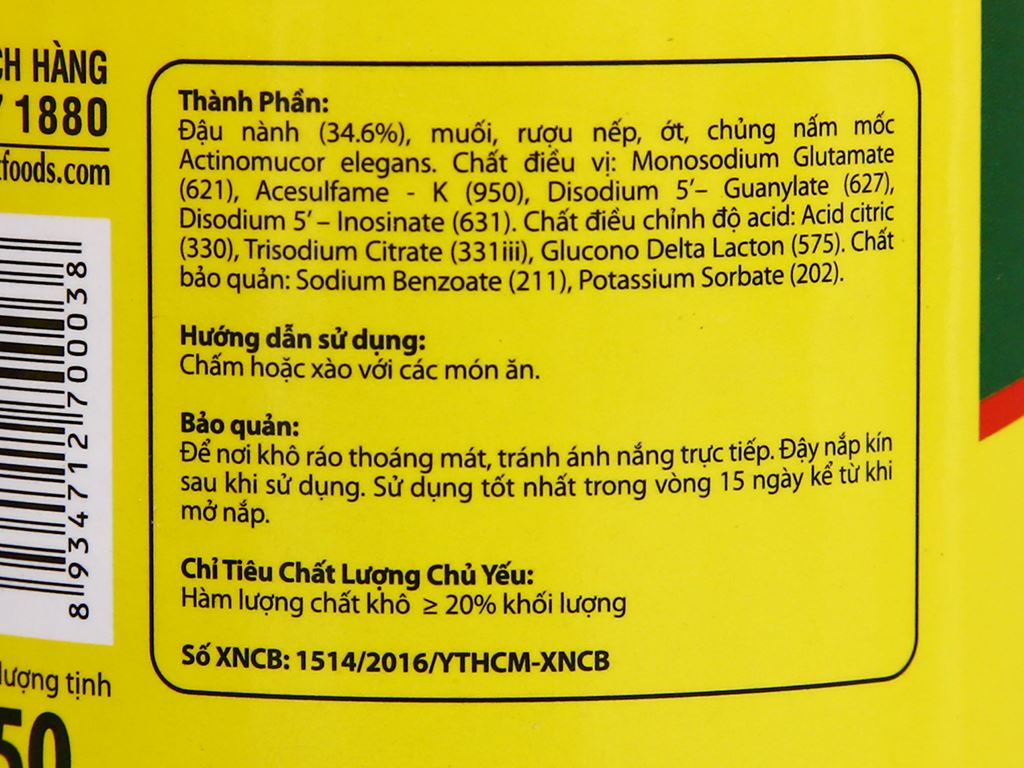 HÀNG
1880
foods.com
Thành Phần:
Đậu nành (34.6%), muối, rượu nếp, ớt, chủng nấm mốc
Actinomucor elegans. Chất điều vị: Monosodium Glutamate
(621), Acesulfame - K (950), Disodium 5’– Guanylate (627),
Disodium 5’ – Inosinate (631). Chất điều chỉnh độ acid: Acid citric
(330), Trisodium Citrate (331iii), Glucono Delta Lacton (575). Chất
bảo quản: Sodium Benzoate (211), Potassium Sorbate (202).
Hướng dẫn sử dụng:
Chấm hoặc xào với các món ăn.
Bảo quản:
Để nơi khô ráo thoáng mát, tránh ánh nắng trực tiếp. Đậy nắp kín
sau khi sử dụng. Sử dụng tốt nhất trong vòng 15 ngày kể từ khi
mở nắp.
Chỉ Tiêu Chất Lượng Chủ Yếu:
Hàm lượng chất khô ≥ 20% khối lượng
Số XNCB: 1514/2016/YTHCM-XNCB
8934712700038
lượng tịnh
50